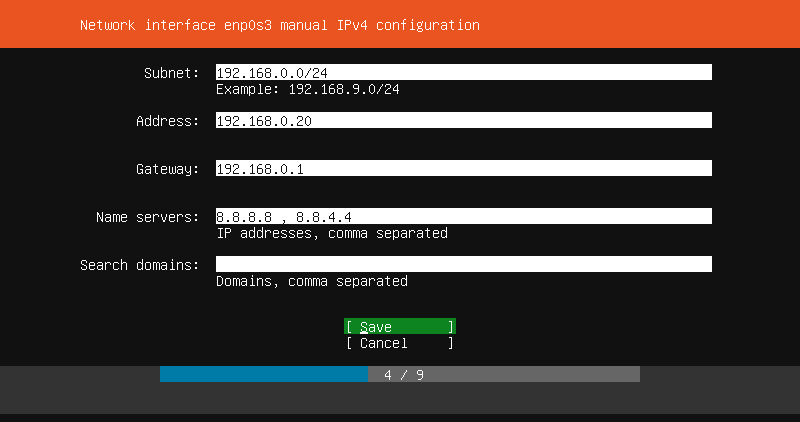 Network interface enp0s3 manual IPv4 configuration
Subnet: 192.168.0.0/24
Example: 192.168.9.0/24
Address: 192.168.0.20
Gateway: 192.168.0.1
Name servers: 8.8.8.8 , 8.8.4.4
IP addresses, comma separated
Search domains:
Domains, comma separated
[ Save ]
[ Cancel ]
4 / 9